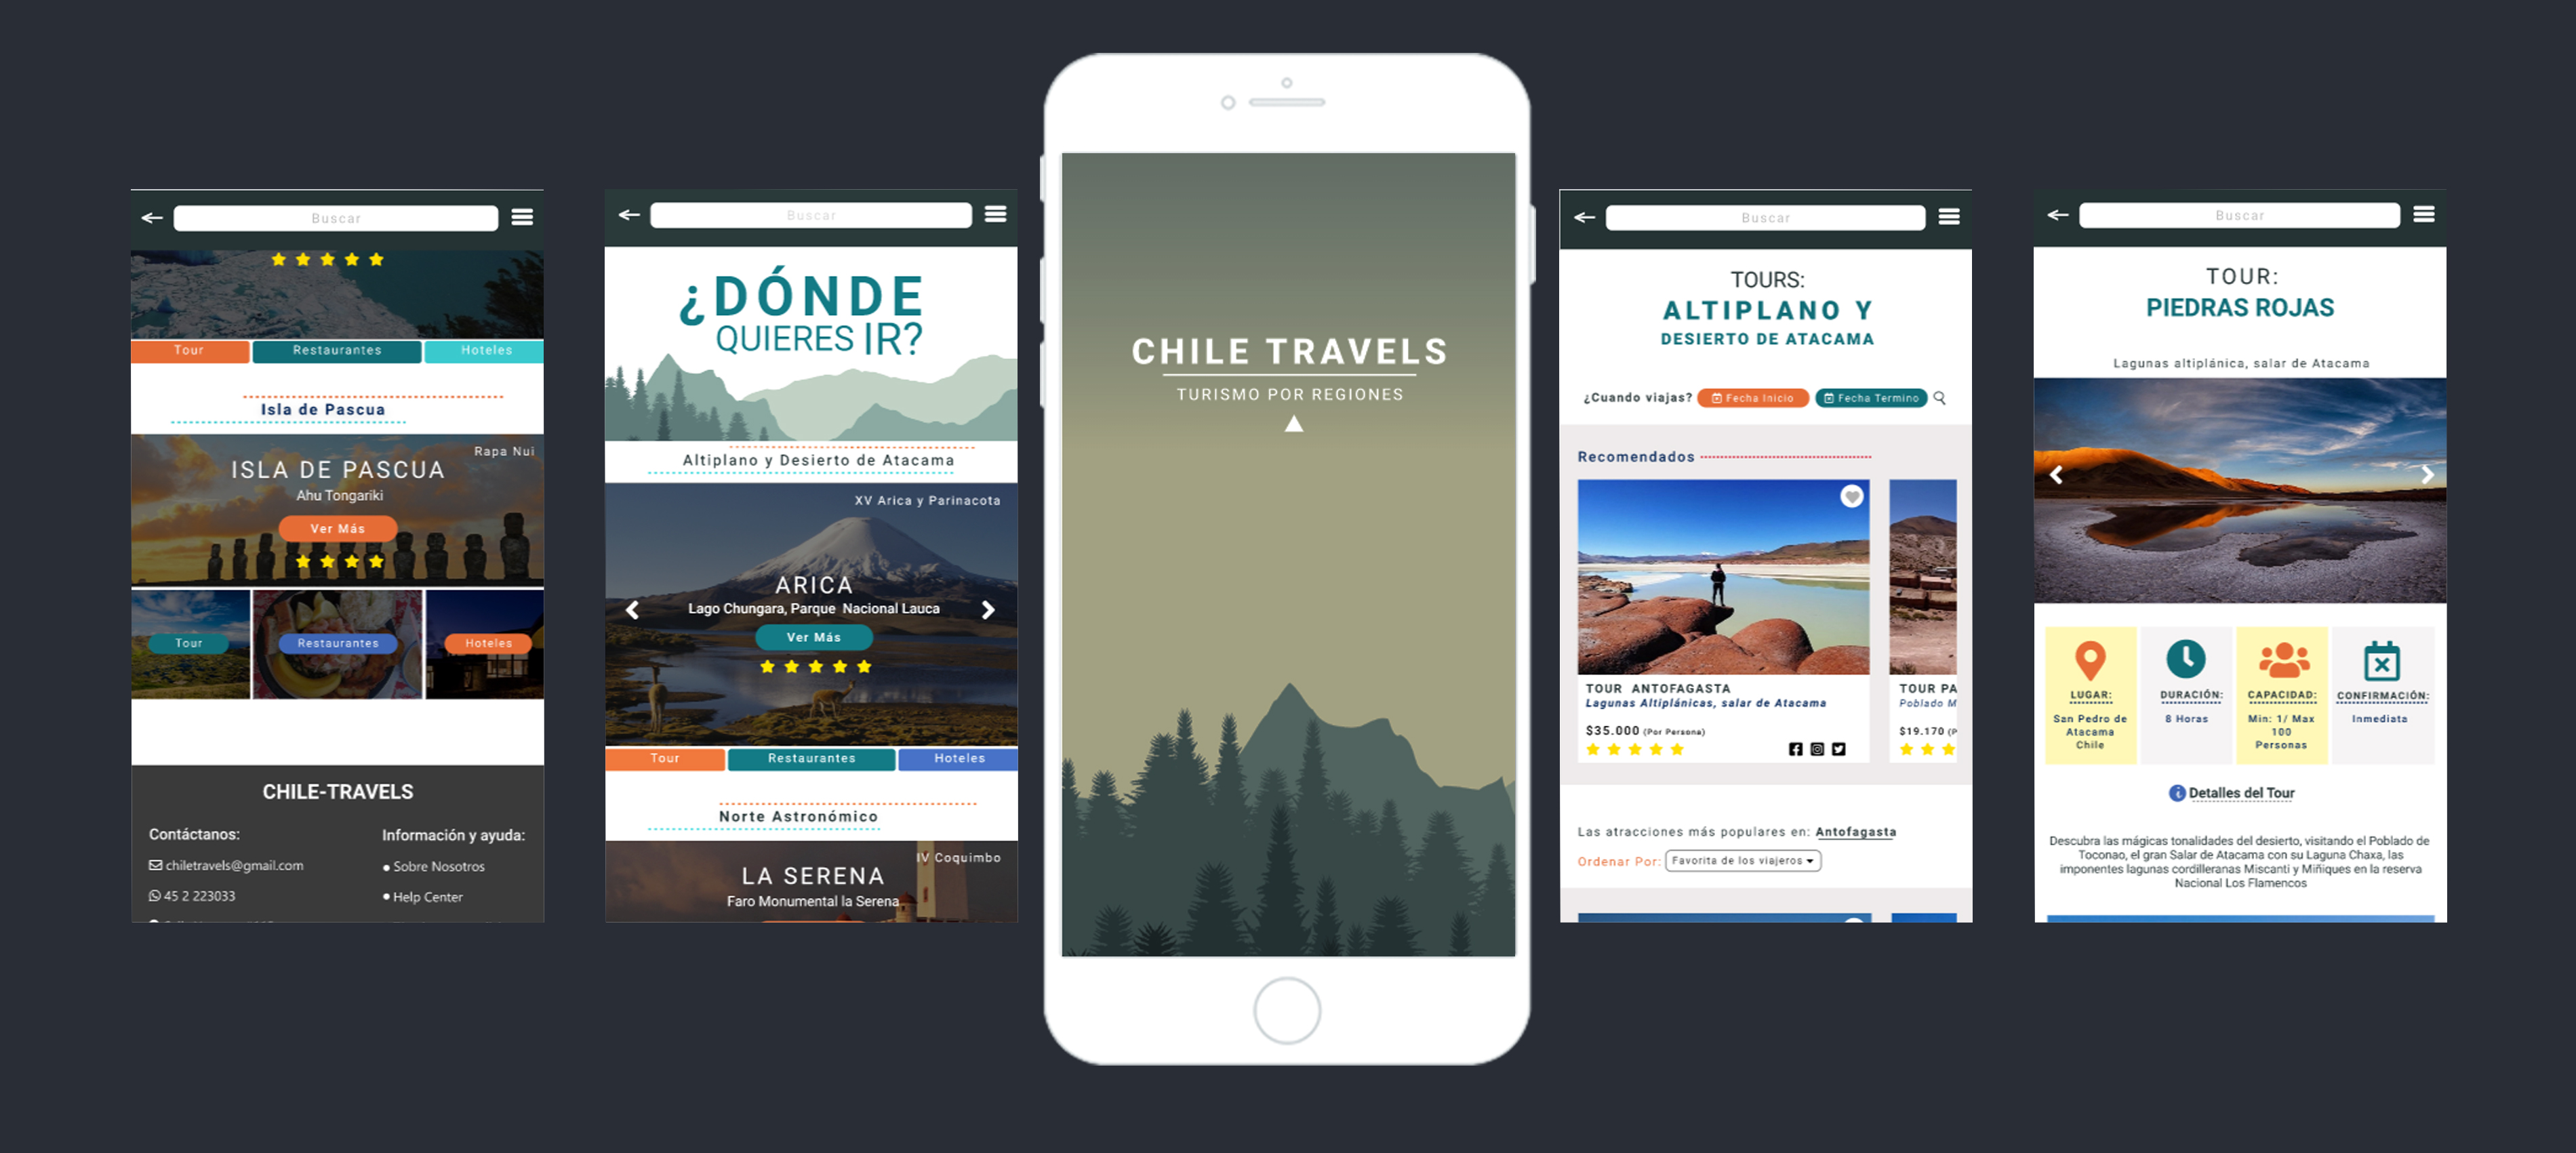 Buscar
Tour
Restaurantes
Hoteles
Isla de Pascua
Rapa Nui
ISLA DE PASCUA
Ahu Tongariki
Ver Más
Tour
Restaurantes
Hoteles
CHILE-TRAVELS
Contáctanos:
chiletravels@gmail.com
45 2 223033
Información y ayuda:
Sobre Nosotros
Help Center
Buscar
¿DÓNDE
QUIERES IR?
Altiplano y Desierto de Atacama
XV Arica y Parinacota
ARICA
Lago Chungara, Parque Nacional Lauca
Ver Más
Tour
Restaurantes
Hoteles
Norte Astronómico
IV Coquimbo
LA SERENA
Faro Monumental la Serena
CHILE TRAVELS
TURISMO POR REGIONES
Buscar
TOURS:
ALTIPLANO Y
DESIERTO DE ATACAMA
¿Cuando viajas?
Fecha Inicio
Fecha Termino
Recomendados
TOUR ANTOFAGASTA
Lagunas Altiplánicas, salar de Atacama
$35.000 (Por Persona)
TOUR PA
Poblado M
$19.170 (P
Las atracciones más populares en: Antofagasta
Ordenar Por: Favorita de los viajeros
Buscar
TOUR:
PIEDRAS ROJAS
Lagunas altiplánica, salar de Atacama
LUGAR:
San Pedro de
Atacama
Chile
DURACIÓN:
8 Horas
CAPACIDAD:
Min: 1/ Max
100
Personas
CONFIRMACIÓN:
Inmediata
Detalles del Tour
Descubra las mágicas tonalidades del desierto, visitando el Poblado de
Toconao, el gran Salar de Atacama con su Laguna Chaxa, las
imponentes lagunas cordilleranas Miscanti y Miñiques en la reserva
Nacional Los Flamencos